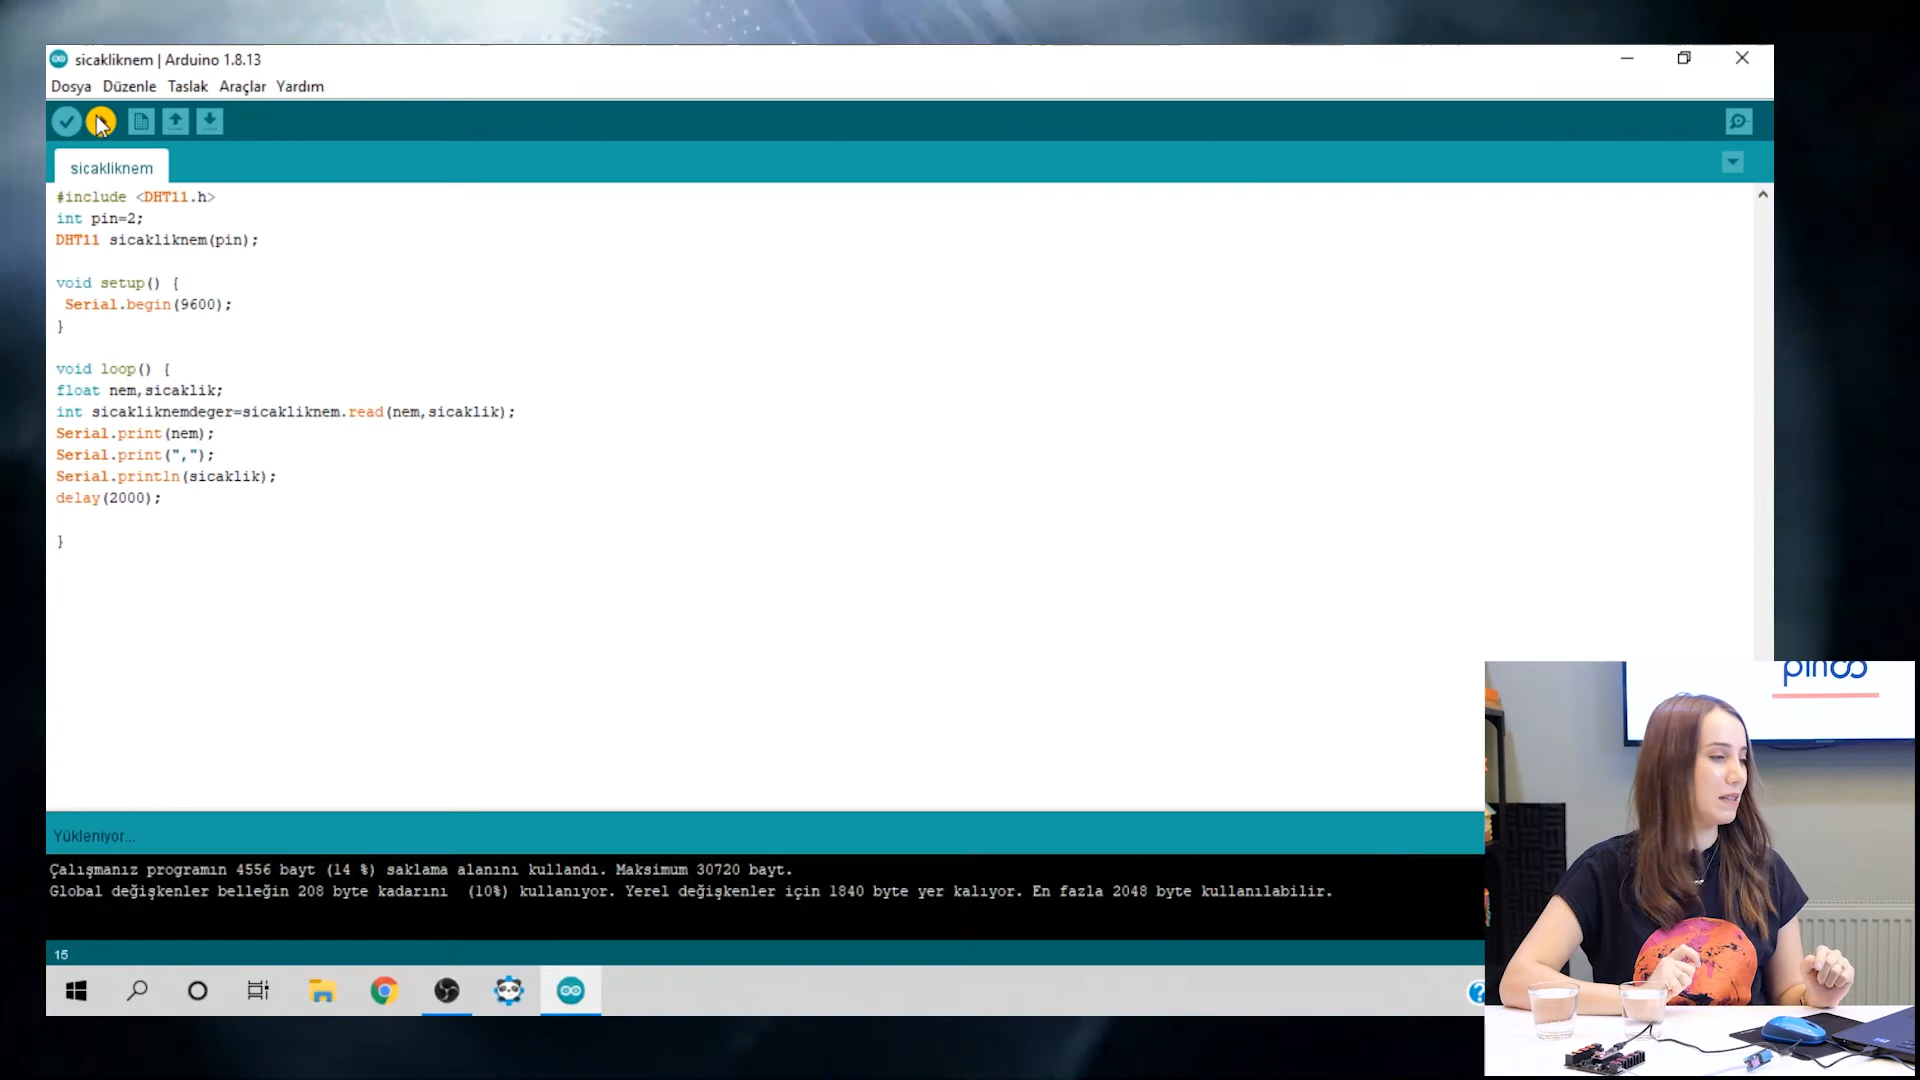 sicakliknem | Arduino 1.8.13
Dosya Düzenle Taslak Araçlar Yardım
sicakliknem
#include <DHT11.h>
int pin=2;
DHT11 sicakliknem(pin);
void setup() {
Serial.begin(9600);
}
void loop() {
float nem,sicaklik;
int sicakliknemdeger=sicakliknem.read(nem,sicaklik);
Serial.print(nem);
Serial.print(",");
Serial.println(sicaklik);
delay(2000);
}
pinoo
Yükleniyor...
Çalışmanız programın 4556 bayt (14 %) saklama alanını kullandı. Maksimum 30720 bayt.
Global değişkenler belleğin 208 byte kadarını (10%) kullanıyor. Yerel değişkenler için 1840 byte yer kalıyor. En fazla 2048 byte kullanılabilir.
15